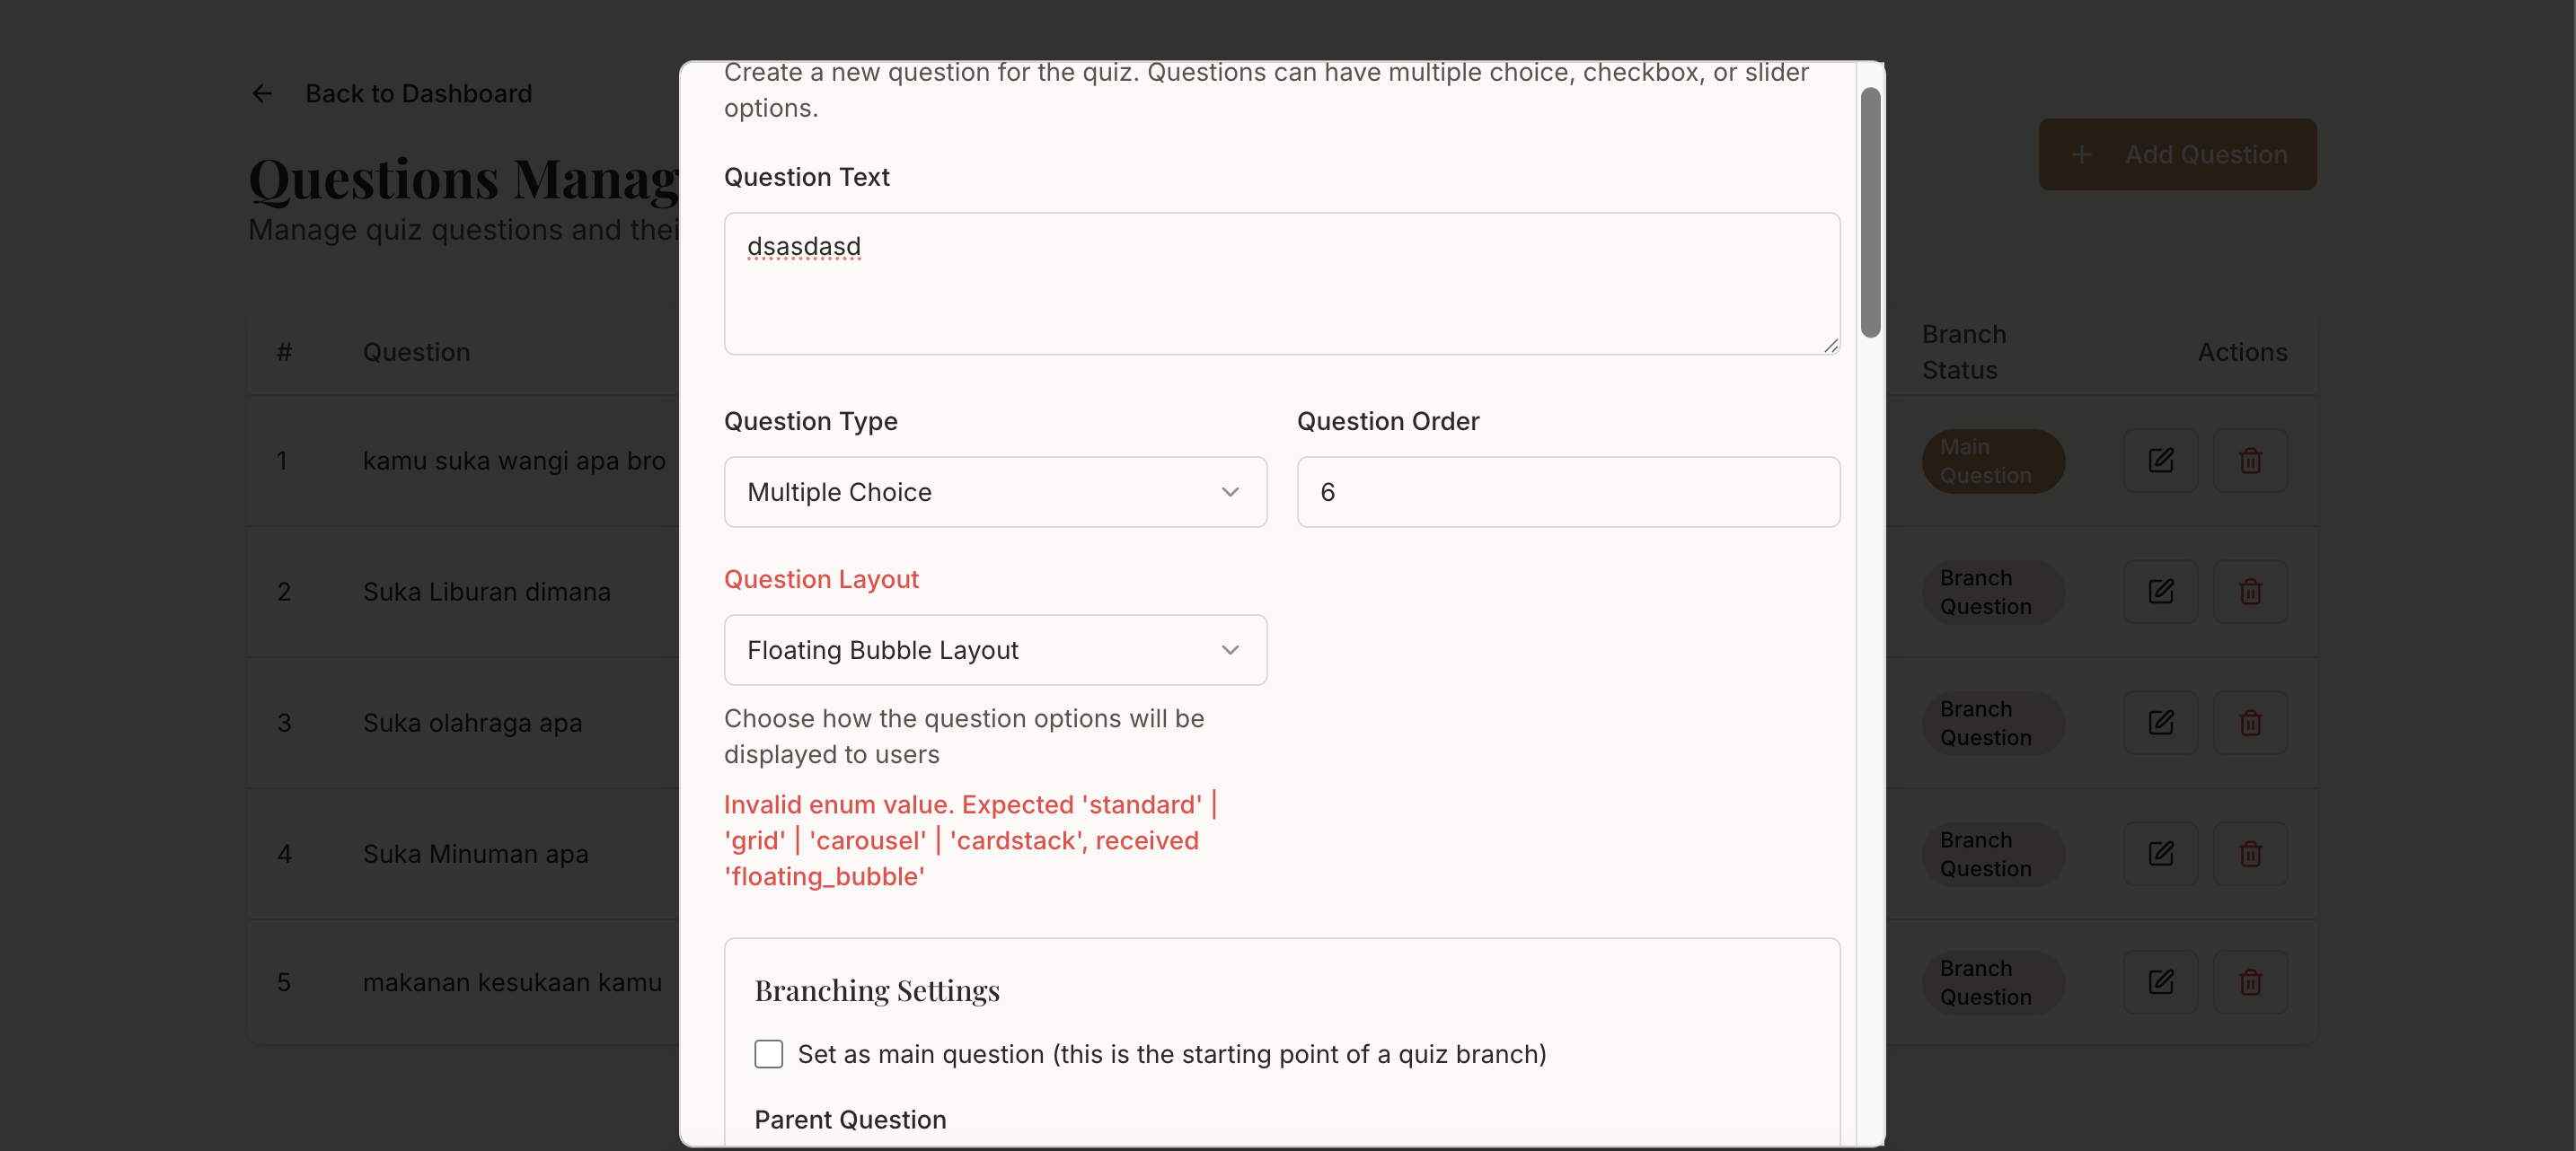 Back to Dashboard
Questions Manag
Manage quiz questions and thei
Add Question
# Question Branch Status Actions
1 kamu suka wangi apa bro Main Question
2 Suka Liburan dimana Branch Question
3 Suka olahraga apa Branch Question
4 Suka Minuman apa Branch Question
5 makanan kesukaan kamu Branch Question
Create a new question for the quiz. Questions can have multiple choice, checkbox, or slider
options.
Question Text
dsasdasd
Question Type Question Order
Multiple Choice 6
Question Layout
Floating Bubble Layout
Choose how the question options will be
displayed to users
Invalid enum value. Expected 'standard' |
'grid' | 'carousel' | 'cardstack', received
'floating_bubble'
Branching Settings
Set as main question (this is the starting point of a quiz branch)
Parent Question